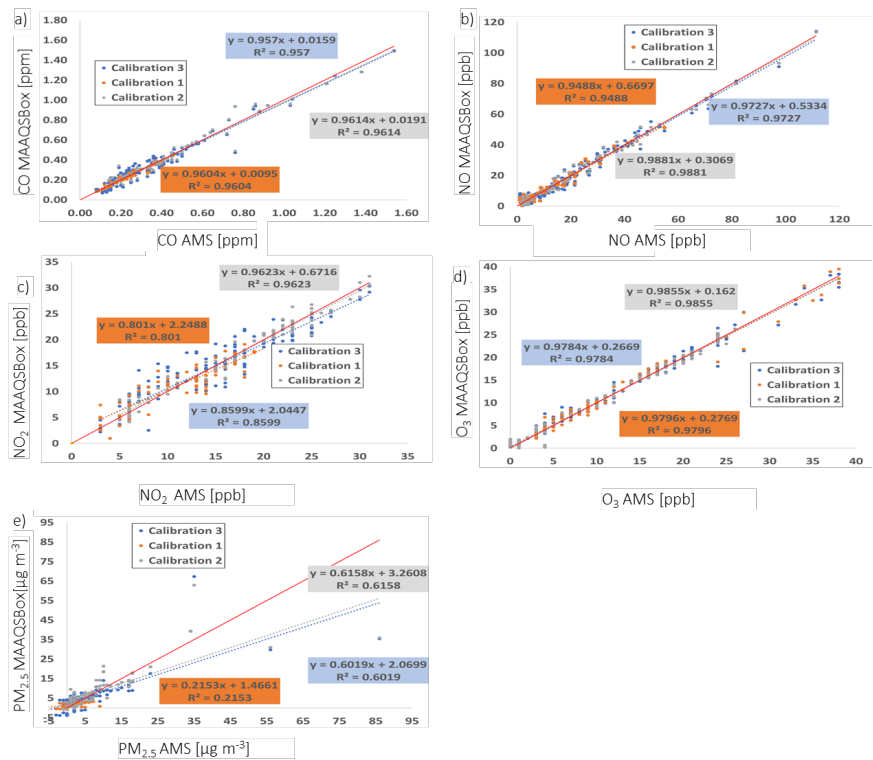 a)
CO MAAQSBox [ppm]
1.80
1.60
1.40
1.20
1.00
0.80
0.60
0.40
0.20
0.00
y = 0.957x + 0.0159
R² = 0.957
Calibration 3
Calibration 1
Calibration 2
y = 0.9614x + 0.0191
R² = 0.9614
y = 0.9604x + 0.0095
R² = 0.9604
0.00 0.20 0.40 0.60 0.80 1.00 1.20 1.40 1.60
CO AMS [ppm]
b)
NO MAAQSBox [ppb]
120
100
80
60
40
20
0
Calibration 3
Calibration 1
Calibration 2
y = 0.9488x + 0.6697
R² = 0.9488
y = 0.9727x + 0.5334
R² = 0.9727
y = 0.9881x + 0.3069
R² = 0.9881
0 20 40 60 80 100 120
NO AMS [ppb]
c)
NO₂ MAAQSBox [ppb]
35
30
25
20
15
10
5
0
y = 0.9623x + 0.6716
R² = 0.9623
y = 0.801x + 2.2488
R² = 0.801
Calibration 3
Calibration 1
Calibration 2
y = 0.8599x + 2.0447
R² = 0.8599
0 5 10 15 20 25 30 35
NO₂ AMS [ppb]
d)
O₃ MAAQSBox [ppb]
40
35
30
25
20
15
10
5
0
y = 0.9855x + 0.162
R² = 0.9855
y = 0.9784x + 0.2669
R² = 0.9784
Calibration 3
Calibration 1
Calibration 2
y = 0.9796x + 0.2769
R² = 0.9796
0 10 20 30 40
O₃ AMS [ppb]
e)
PM₂.₅ MAAQSBox[µg m⁻³]
95
85
75
65
55
45
35
25
15
5
-5
Calibration 3
Calibration 1
Calibration 2
y = 0.6158x + 3.2608
R² = 0.6158
y = 0.6019x + 2.0699
R² = 0.6019
y = 0.2153x + 1.4661
R² = 0.2153
-5 5 15 25 35 45 55 65 75 85 95
PM₂.₅ AMS [µg m⁻³]